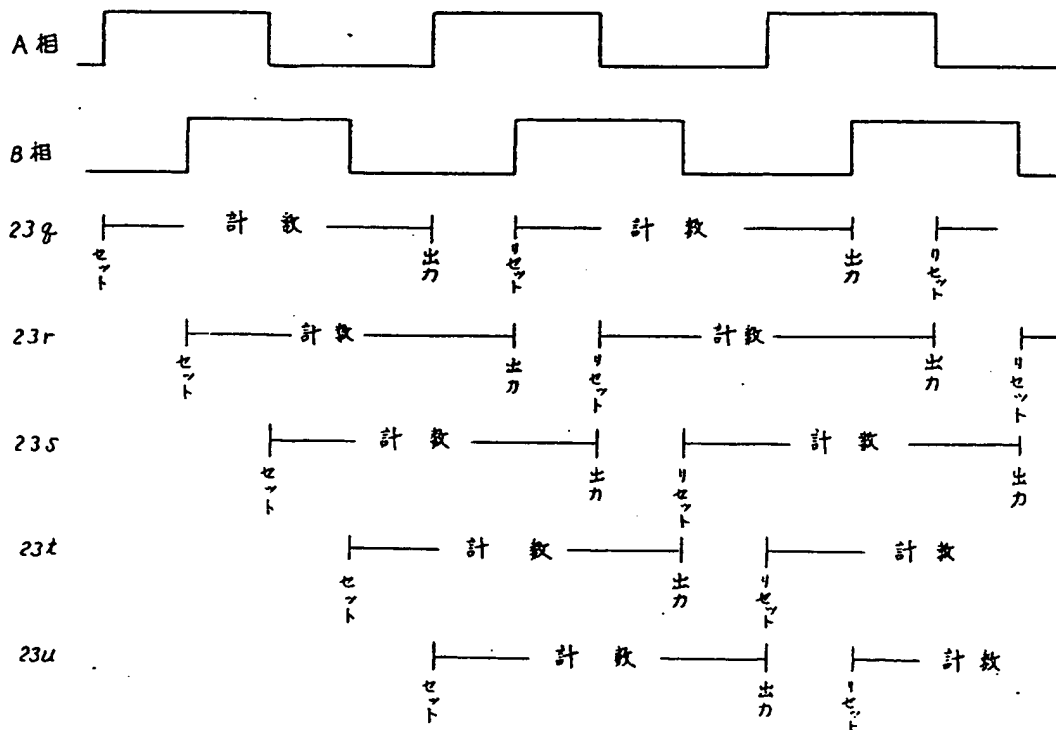 A相
B相
23q 計数 計数
セット 出力 リセット 出力 リセット
23r 計数 計数
セット 出力 リセット 出力 リセット
23s 計数 計数
セット 出力 リセット 出力
23t 計数 計数
セット 出力 リセット
23u 計数 計数
セット 出力 リセット